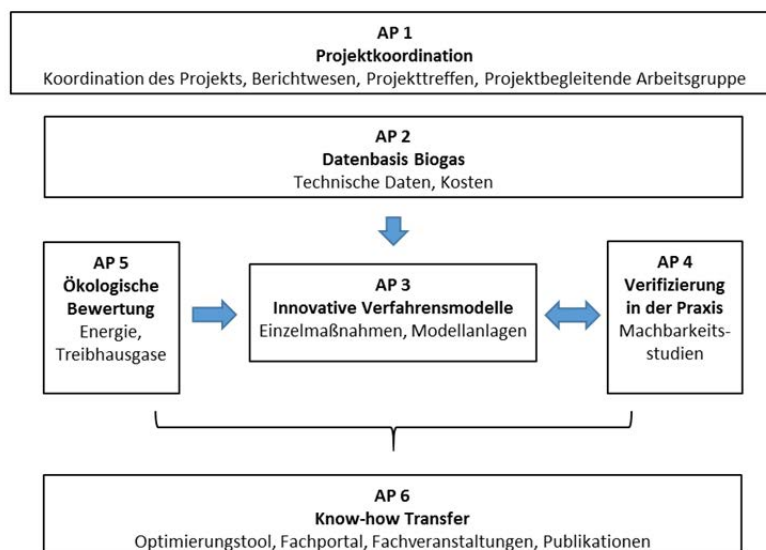 AP 1
Projektkoordination
Koordination des Projekts, Berichtwesen, Projekttreffen, Projektbegleitende Arbeitsgruppe
AP 2
Datenbasis Biogas
Technische Daten, Kosten
AP 5
Ökologische
Bewertung
Energie,
Treibhausgase
AP 3
Innovative Verfahrensmodelle
Einzelmaßnahmen, Modellanlagen
AP 4
Verifizierung
in der Praxis
Machbarkeits-
studien
AP 6
Know-how Transfer
Optimierungstool, Fachportal, Fachveranstaltungen, Publikationen